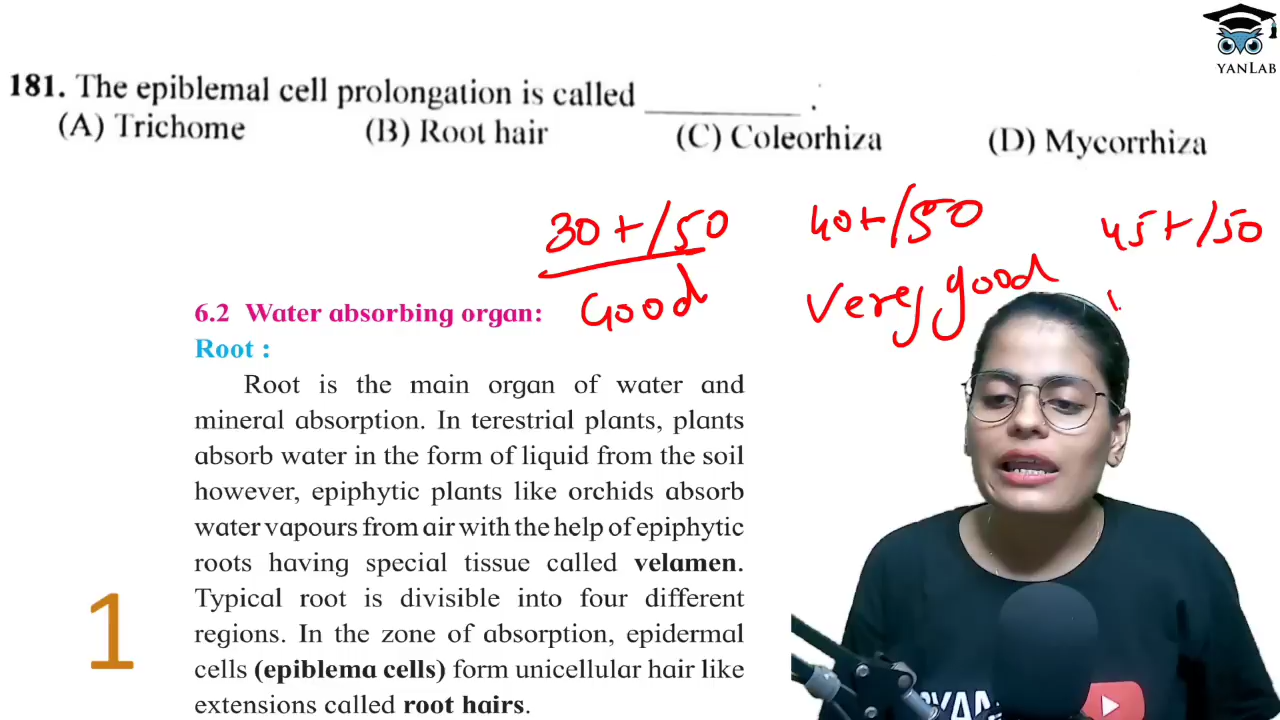 YANLAB
181. The epiblemal cell prolongation is called ________ .
(A) Trichome (B) Root hair (C) Coleorhiza (D) Mycorrhiza
30+/50 40+/50 45+/50
Good Very good
6.2 Water absorbing organ:
Root :
Root is the main organ of water and
mineral absorption. In terestrial plants, plants
absorb water in the form of liquid from the soil
however, epiphytic plants like orchids absorb
water vapours from air with the help of epiphytic
roots having special tissue called velamen.
Typical root is divisible into four different
regions. In the zone of absorption, epidermal
cells (epiblema cells) form unicellular hair like
extensions called root hairs.
1